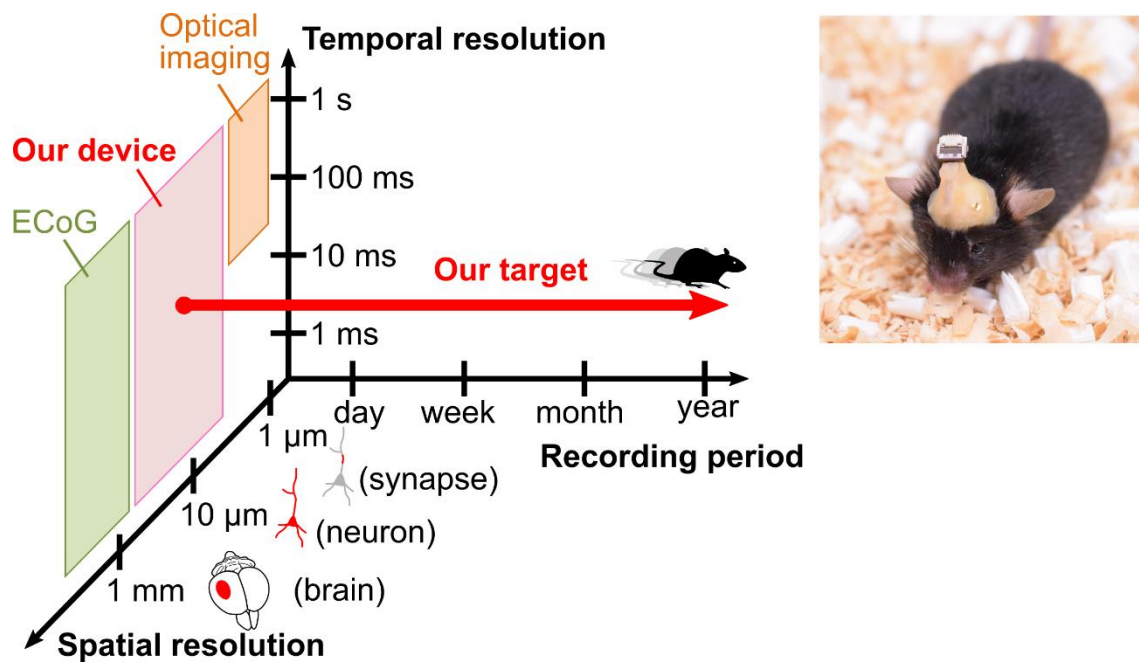 Optical
imaging
Temporal resolution
1 s
Our device
100 ms
ECoG
10 ms
Our target
1 ms
day
week
month
year
1 µm
Recording period
(synapse)
10 µm
(neuron)
1 mm
(brain)
Spatial resolution